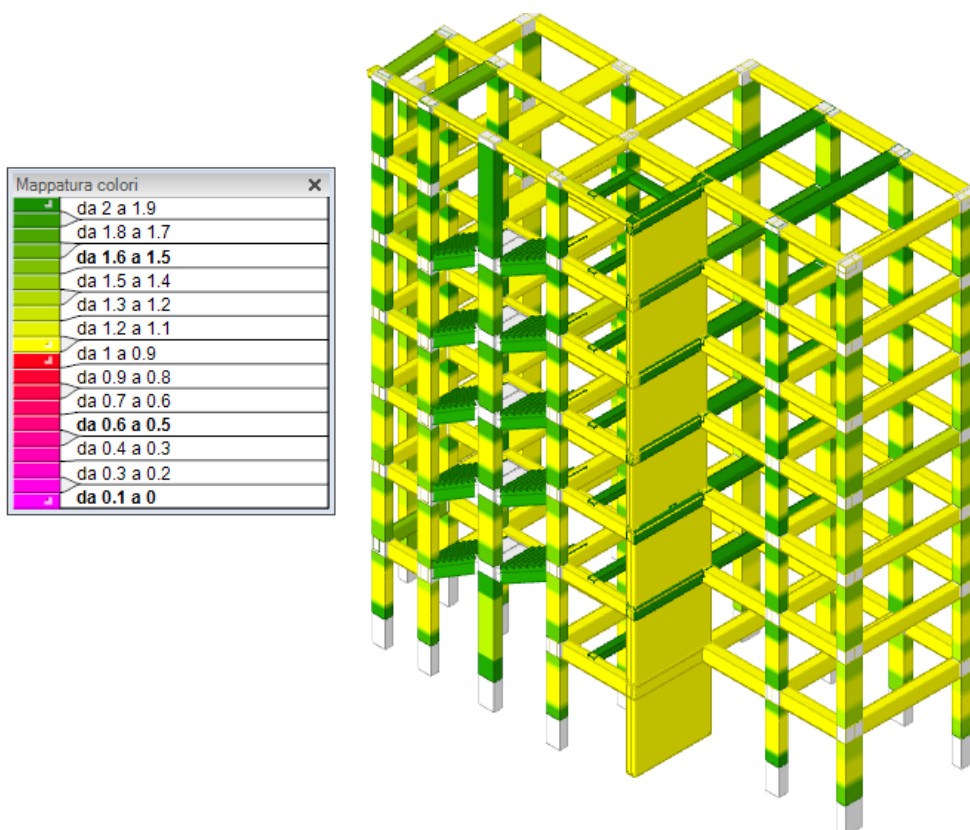 Mappatura colori
da 2 a 1.9
da 1.8 a 1.7
da 1.6 a 1.5
da 1.5 a 1.4
da 1.3 a 1.2
da 1.2 a 1.1
da 1 a 0.9
da 0.9 a 0.8
da 0.7 a 0.6
da 0.6 a 0.5
da 0.4 a 0.3
da 0.3 a 0.2
da 0.1 a 0